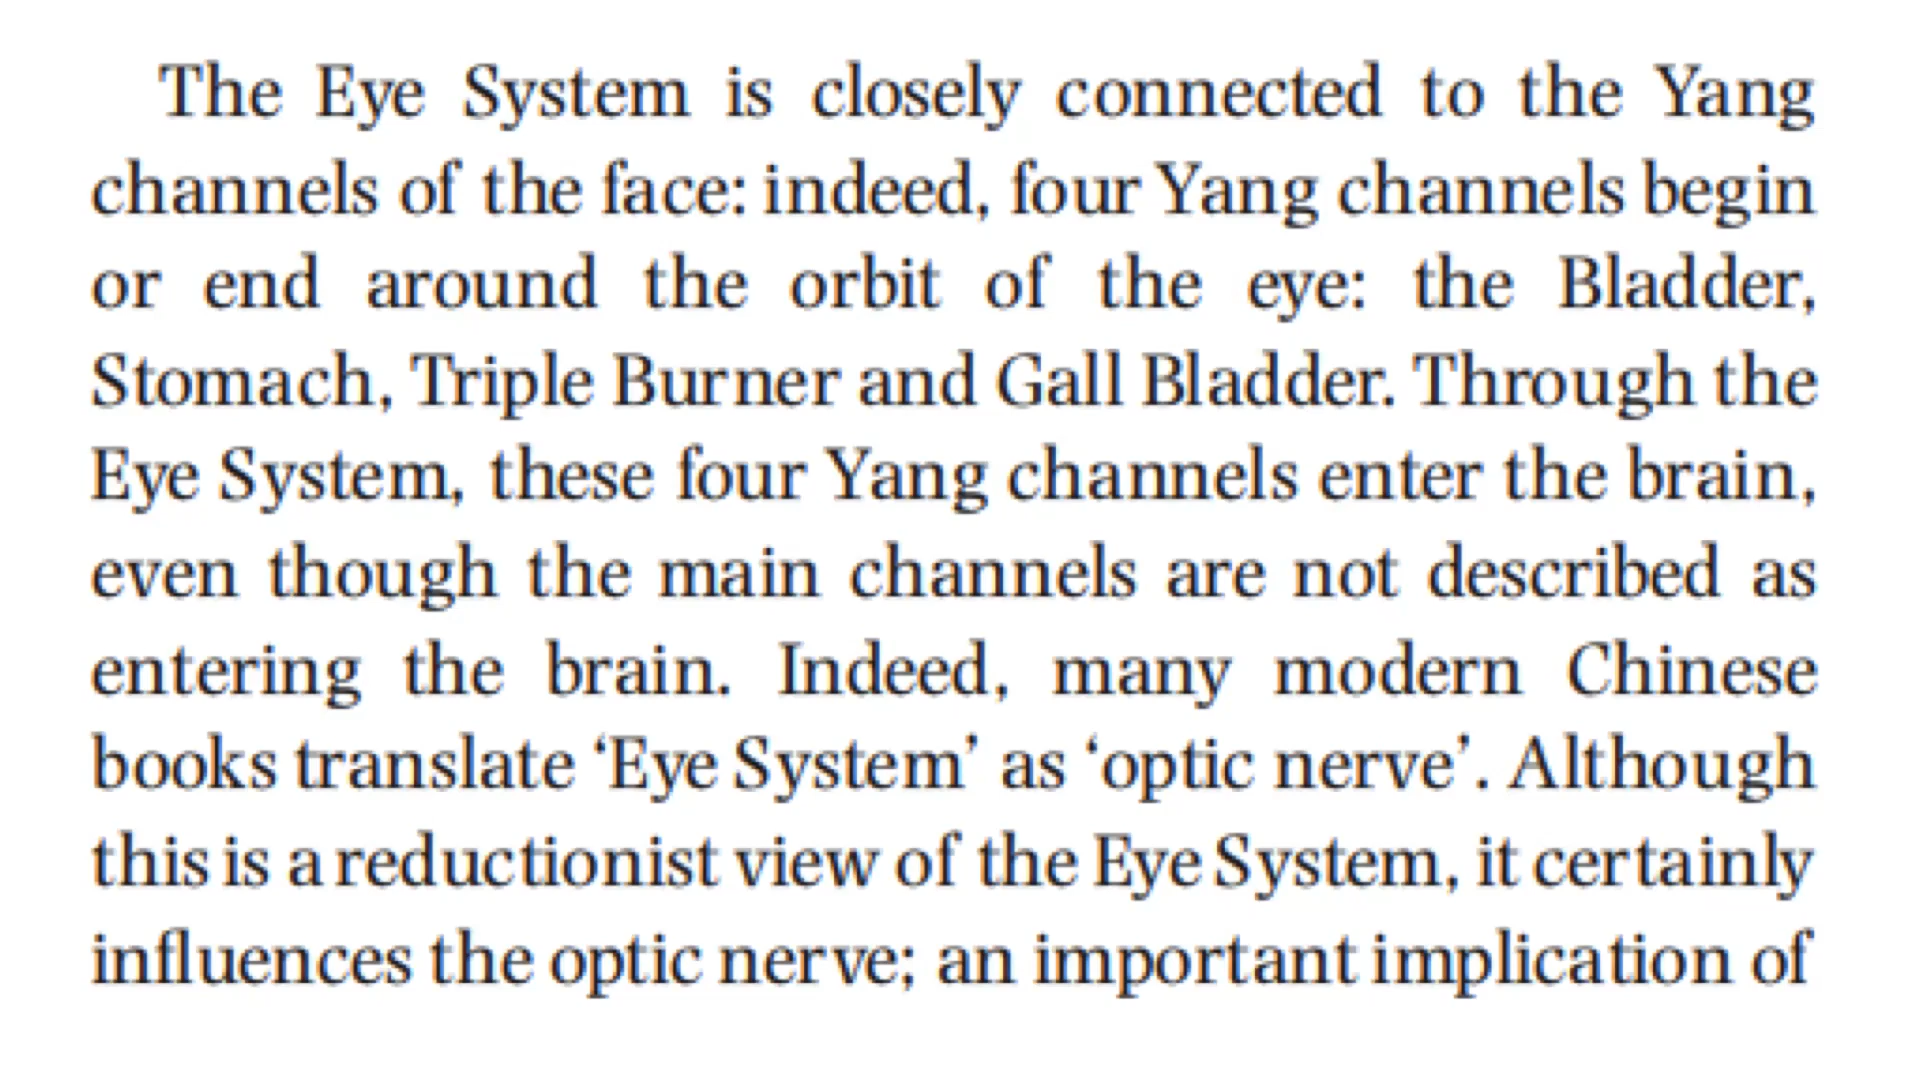 The Eye System is closely connected to the Yang
channels of the face: indeed, four Yang channels begin
or end around the orbit of the eye: the Bladder,
Stomach, Triple Burner and Gall Bladder. Through the
Eye System, these four Yang channels enter the brain,
even though the main channels are not described as
entering the brain. Indeed, many modern Chinese
books translate ‘Eye System’ as ‘optic nerve’. Although
this is a reductionist view of the Eye System, it certainly
influences the optic nerve; an important implication of